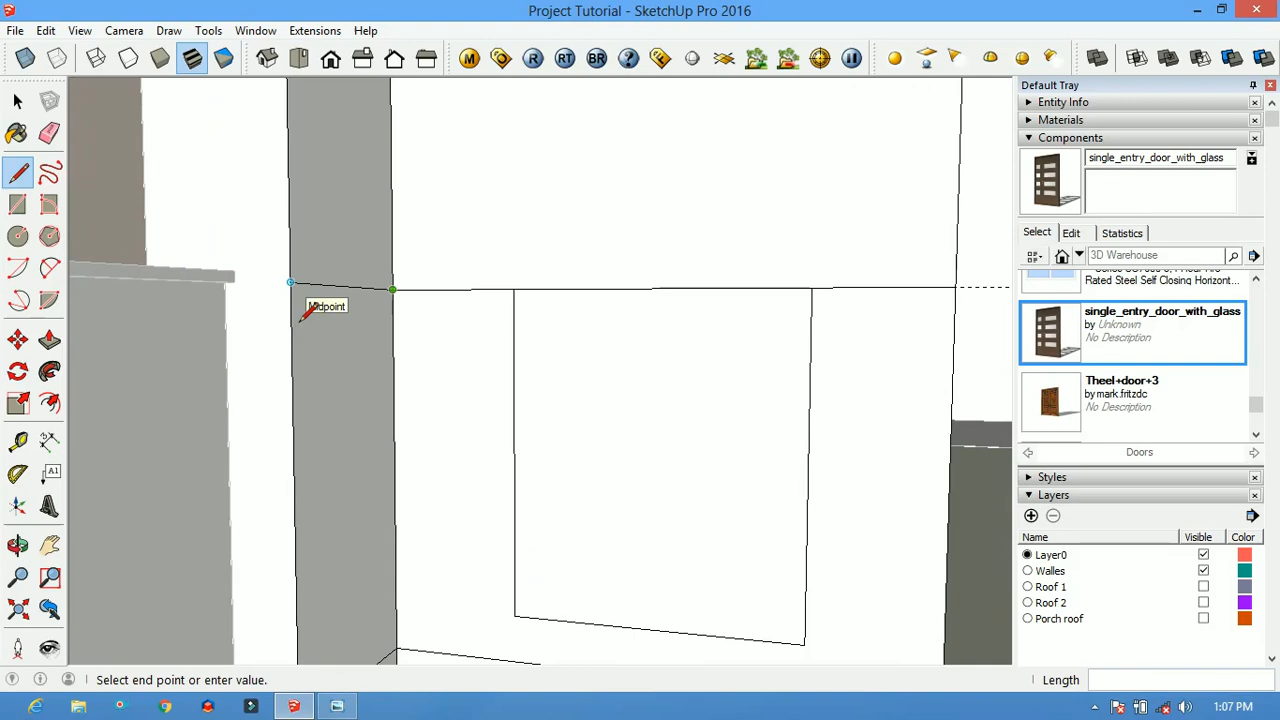 Project Tutorial - SketchUp Pro 2016
File Edit View Camera Draw Tools Window Extensions Help
M R RT BR ?
Default Tray
Entity Info
Materials
Components
single_entry_door_with_glass
Select Edit Statistics
3D Warehouse
Rated Steel Self Closing Horizont...
single_entry_door_with_glass
by Unknown
No Description
Theel+door+3
by mark.fritzdc
No Description
Doors
Styles
Layers
Name Visible Color
Layer0
Walles
Roof 1
Roof 2
Porch roof
Midpoint
A1
Select end point or enter value.
Length
1:07 PM